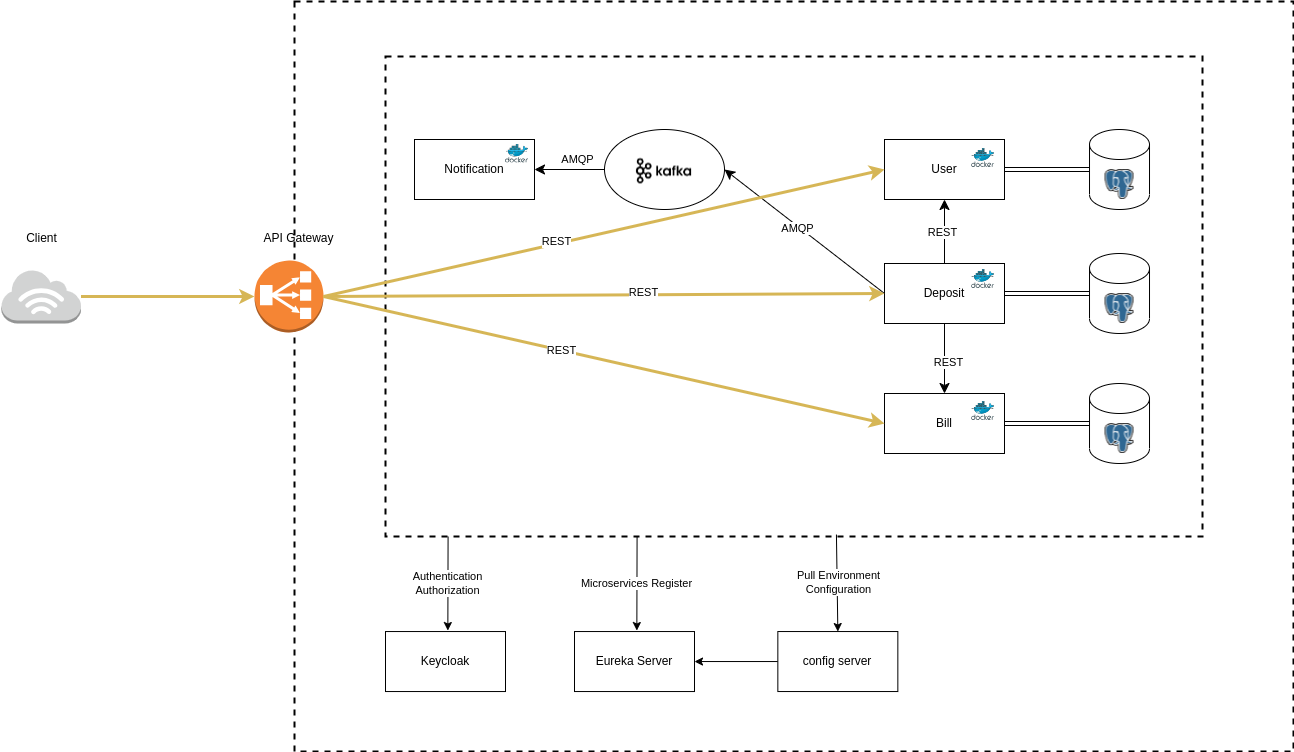 Notification
docker
AMQP
kafka
User
docker
Client
API Gateway
REST
AMQP
REST
REST
Deposit
docker
REST
REST
Bill
docker
Authentication
Authorization
Microservices Register
Pull Environment
Configuration
Keycloak
Eureka Server
config server